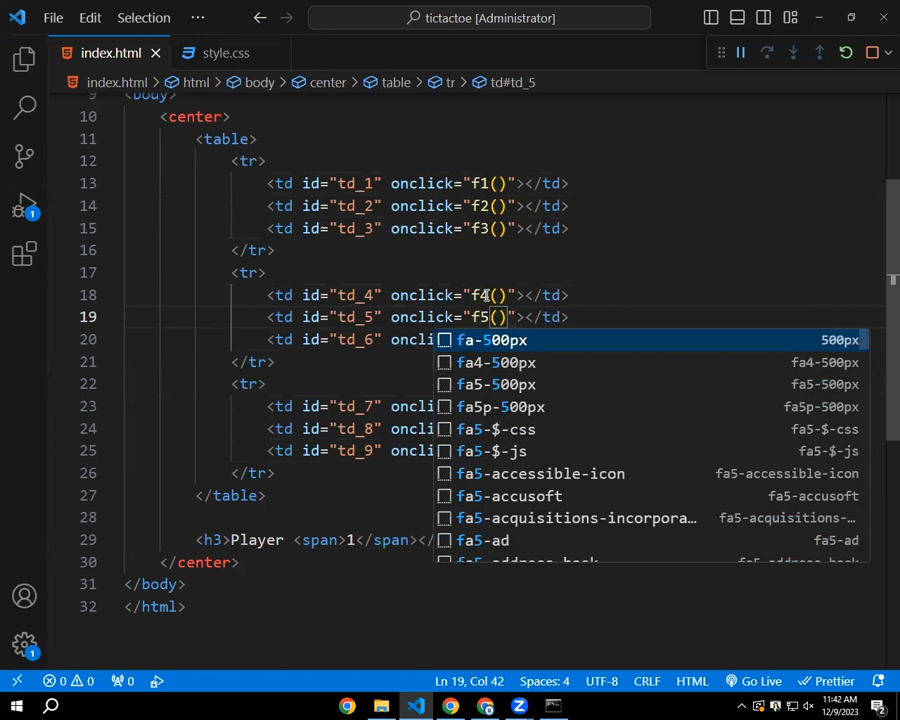 File Edit Selection ··· tictactoe [Administrator]
index.html style.css
index.html > html > body > center > table > tr > td#td_5
9 <body>
10 <center>
11 <table>
12 <tr>
13 <td id="td_1" onclick="f1()"></td>
14 <td id="td_2" onclick="f2()"></td>
15 <td id="td_3" onclick="f3()"></td>
16 </tr>
17 <tr>
18 <td id="td_4" onclick="f4()"></td>
19 <td id="td_5" onclick="f5()"></td>
20 <td id="td_6" oncli
fa-500px 500px
21 </tr>
fa4-500px fa4-500px
22 <tr>
fa5-500px fa5-500px
23 <td id="td_7" oncli
fa5p-500px fa5p-500px
24 <td id="td_8" oncli
fa5-$-css fa5-$-css
25 <td id="td_9" oncli
fa5-$-js fa5-$-js
26 </tr>
fa5-accessible-icon fa5-accessible-icon
27 </table>
fa5-accusoft fa5-accusoft
28
fa5-acquisitions-incorpora… fa5-acquisitions-…
29 <h3>Player <span>1</span></
fa5-ad fa5-ad
30 </center>
31 </body>
32 </html>
1
1
0 0 0 Ln 19, Col 42 Spaces: 4 UTF-8 CRLF HTML Go Live Prettier
11:42 AM
12/9/2023
2